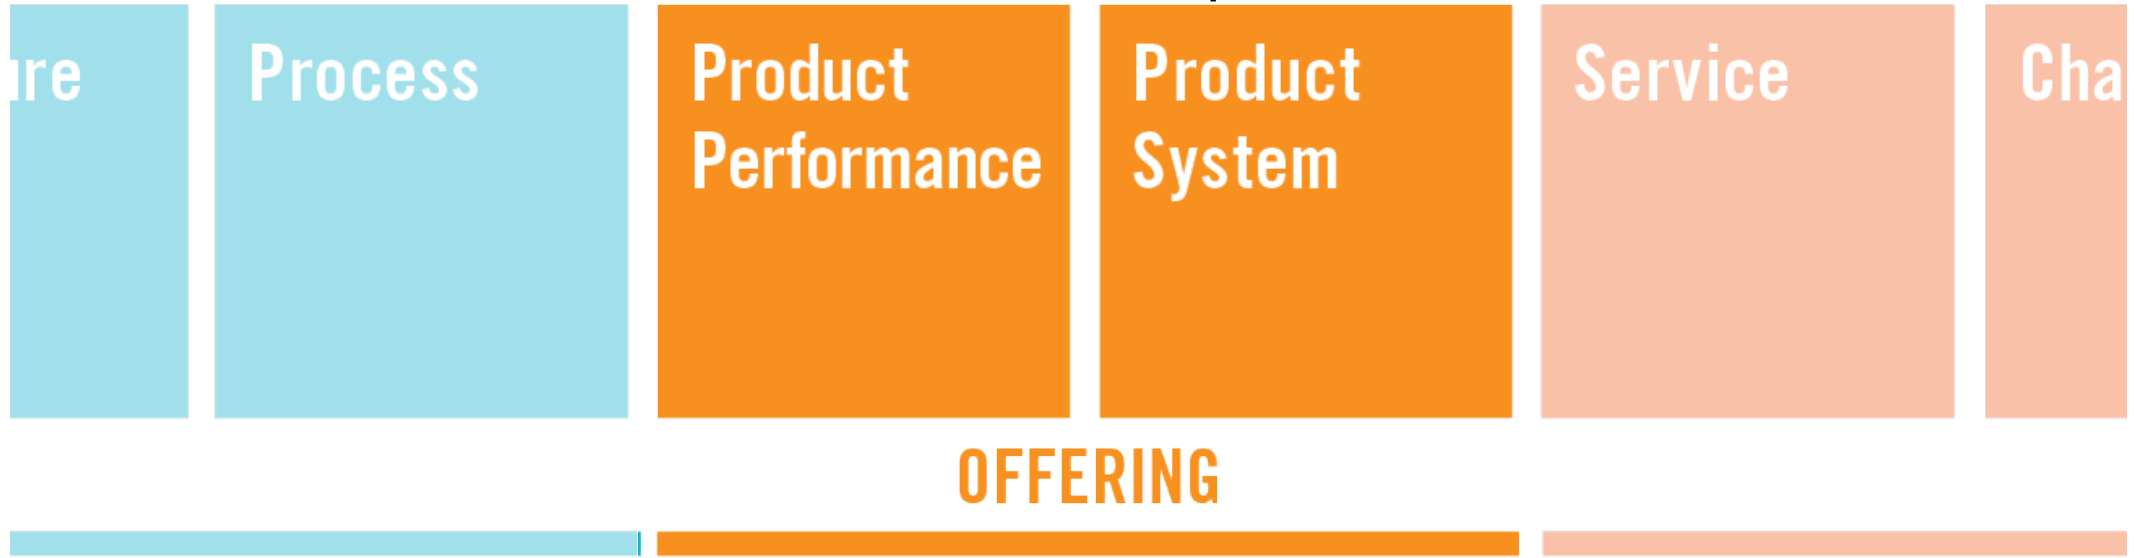 Process
Product
Performance
Product
System
Service
OFFERING